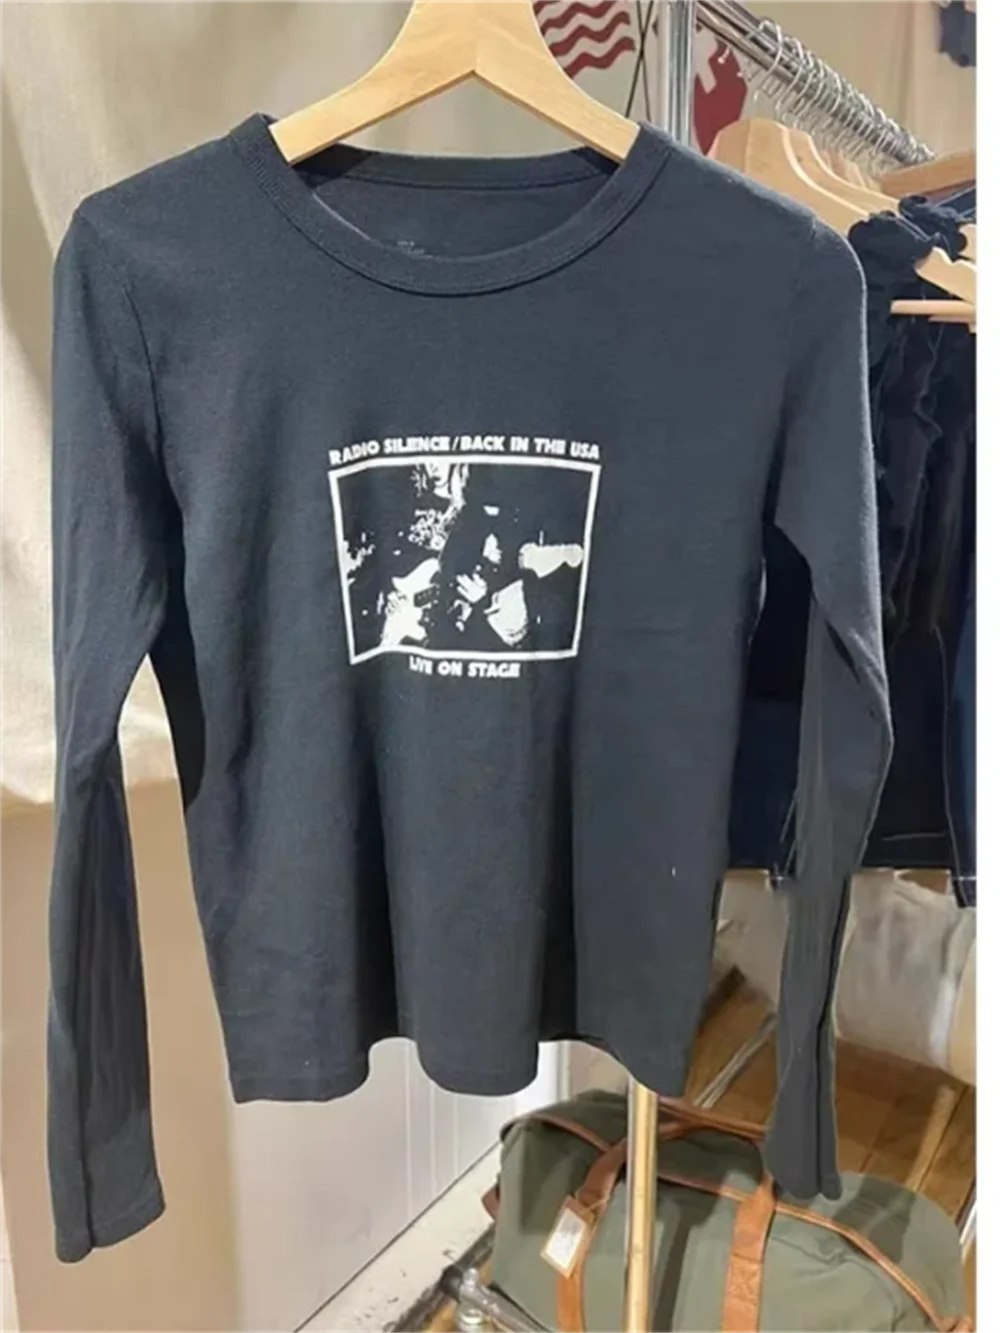 RADIO SILENCE / BACK IN THE USA
LIVE ON STAGE